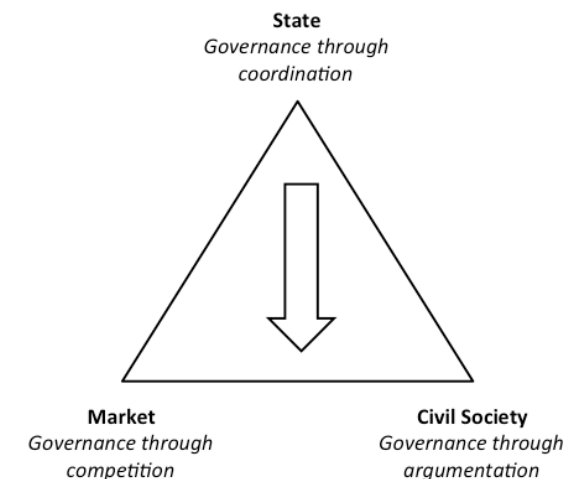 State
Governance through
coordination
Market
Governance through
competition
Civil Society
Governance through
argumentation